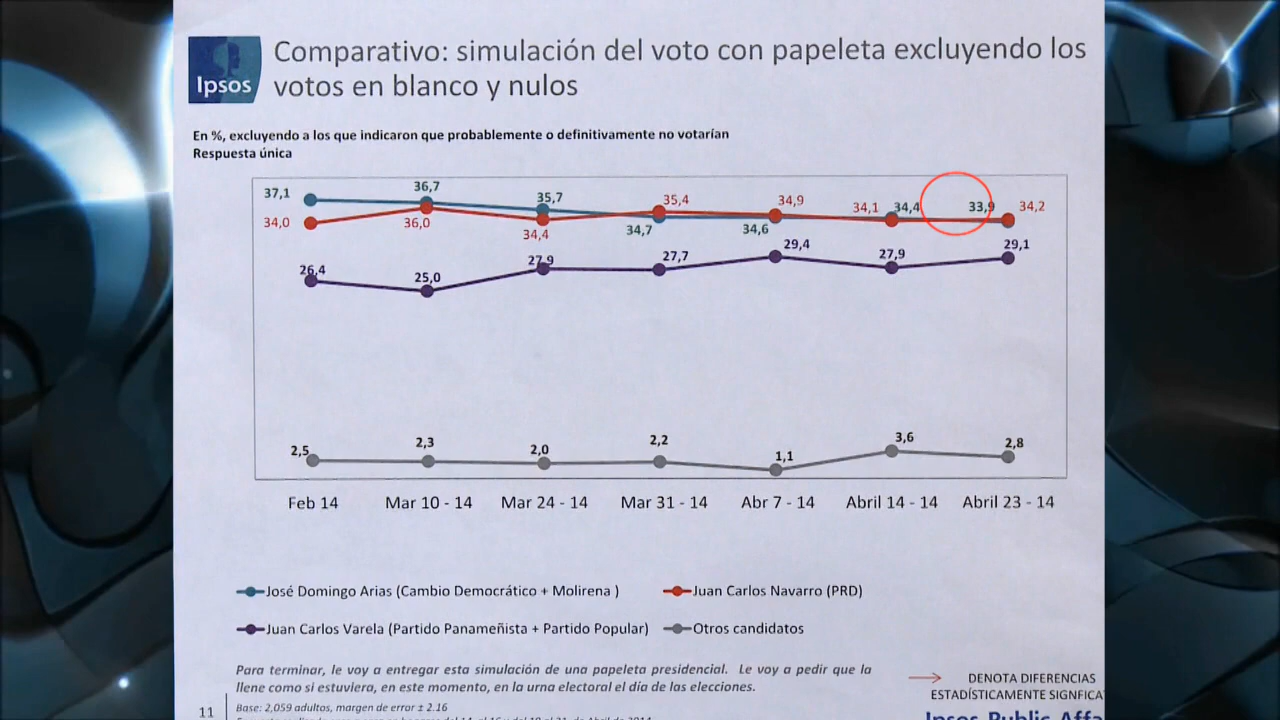 Ipsos
Comparativo: simulación del voto con papeleta excluyendo los
votos en blanco y nulos
En %, excluyendo a los que indicaron que probablemente o definitivamente no votarían
Respuesta única
37,1 36,7 35,7 35,4 34,9 34,1 34,4 33,9 34,2
34,0 36,0 34,4 34,7 34,6
26,4 25,0 27,9 27,7 29,4 27,9 29,1
2,5 2,3 2,0 2,2 1,1 3,6 2,8
Feb 14 Mar 10 - 14 Mar 24 - 14 Mar 31 - 14 Abr 7 - 14 Abril 14 - 14 Abril 23 - 14
José Domingo Arias (Cambio Democrático + Molirena ) Juan Carlos Navarro (PRD)
Juan Carlos Varela (Partido Panameñista + Partido Popular) Otros candidatos
Para terminar, le voy a entregar esta simulación de una papeleta presidencial. Le voy a pedir que la
llene como si estuviera, en este momento, en la urna electoral el día de las elecciones.
DENOTA DIFERENCIAS
ESTADÍSTICAMENTE SIGNFICA
11
Base: 2,059 adultos, margen de error ± 2.16
Ipsos Public Affa